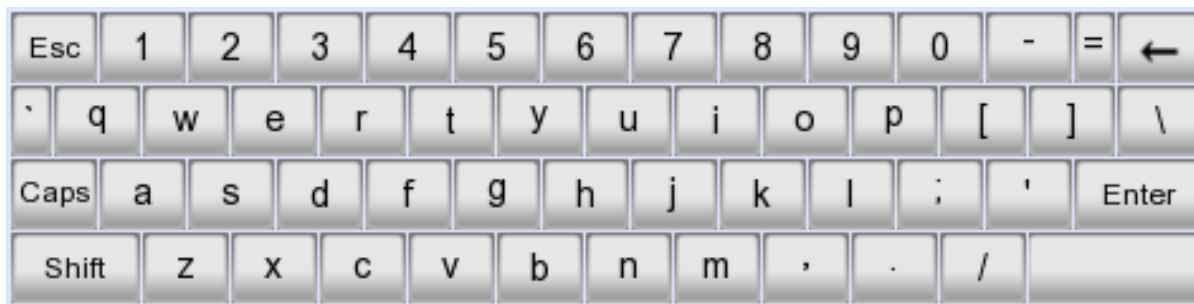 Esc 1 2 3 4 5 6 7 8 9 0 - = ←
` q w e r t y u i o p [ ] \
Caps a s d f g h j k l ; ' Enter
Shift z x c v b n m , . /